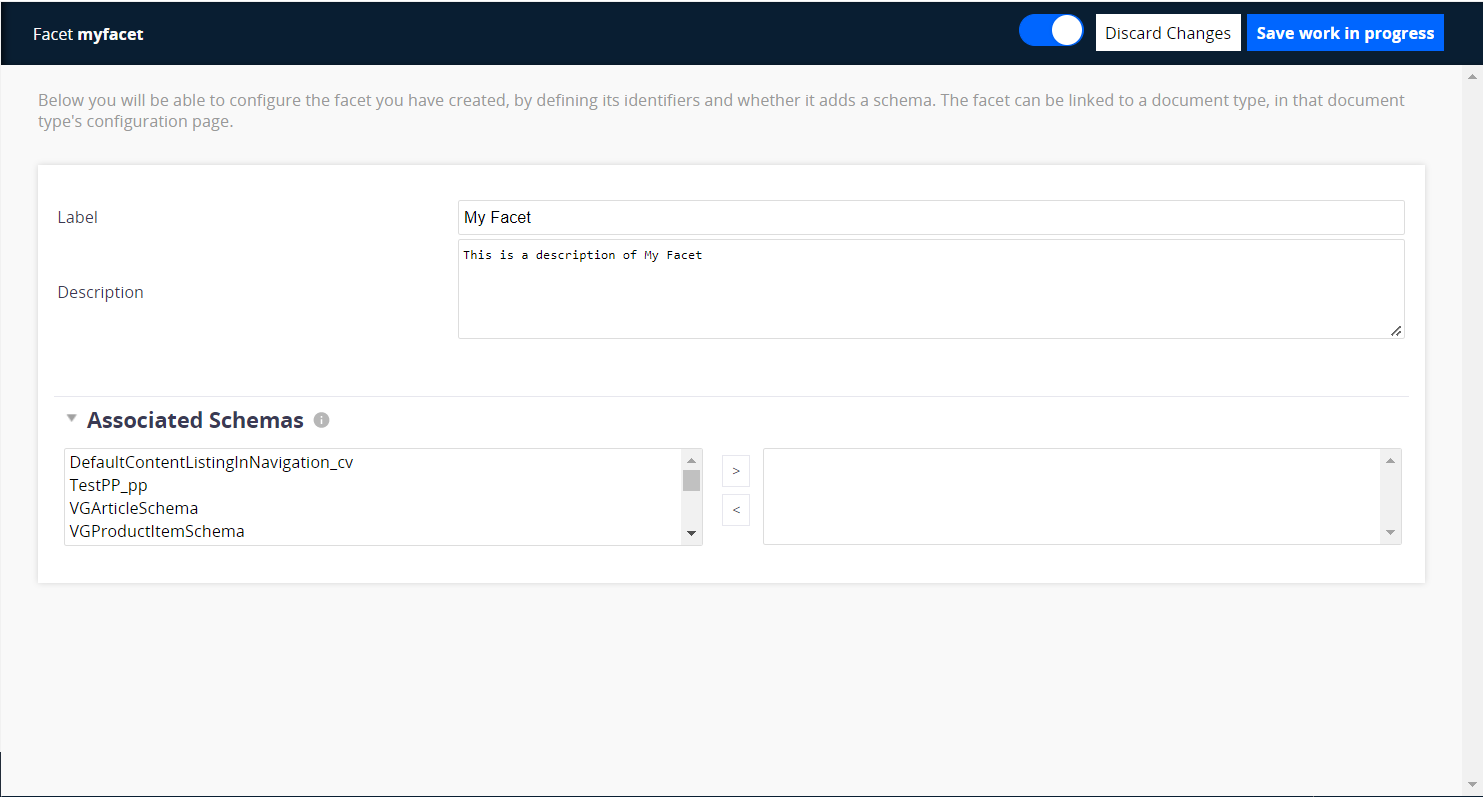 Facet myfacet
Discard Changes
Save work in progress
Below you will be able to configure the facet you have created, by defining its identifiers and whether it adds a schema. The facet can be linked to a document type, in that document
type's configuration page.
Label
My Facet
This is a description of My Facet
Description
Associated Schemas i
DefaultContentListingInNavigation_cv
TestPP_pp
VGArticleSchema
VGProductItemSchema
>
<